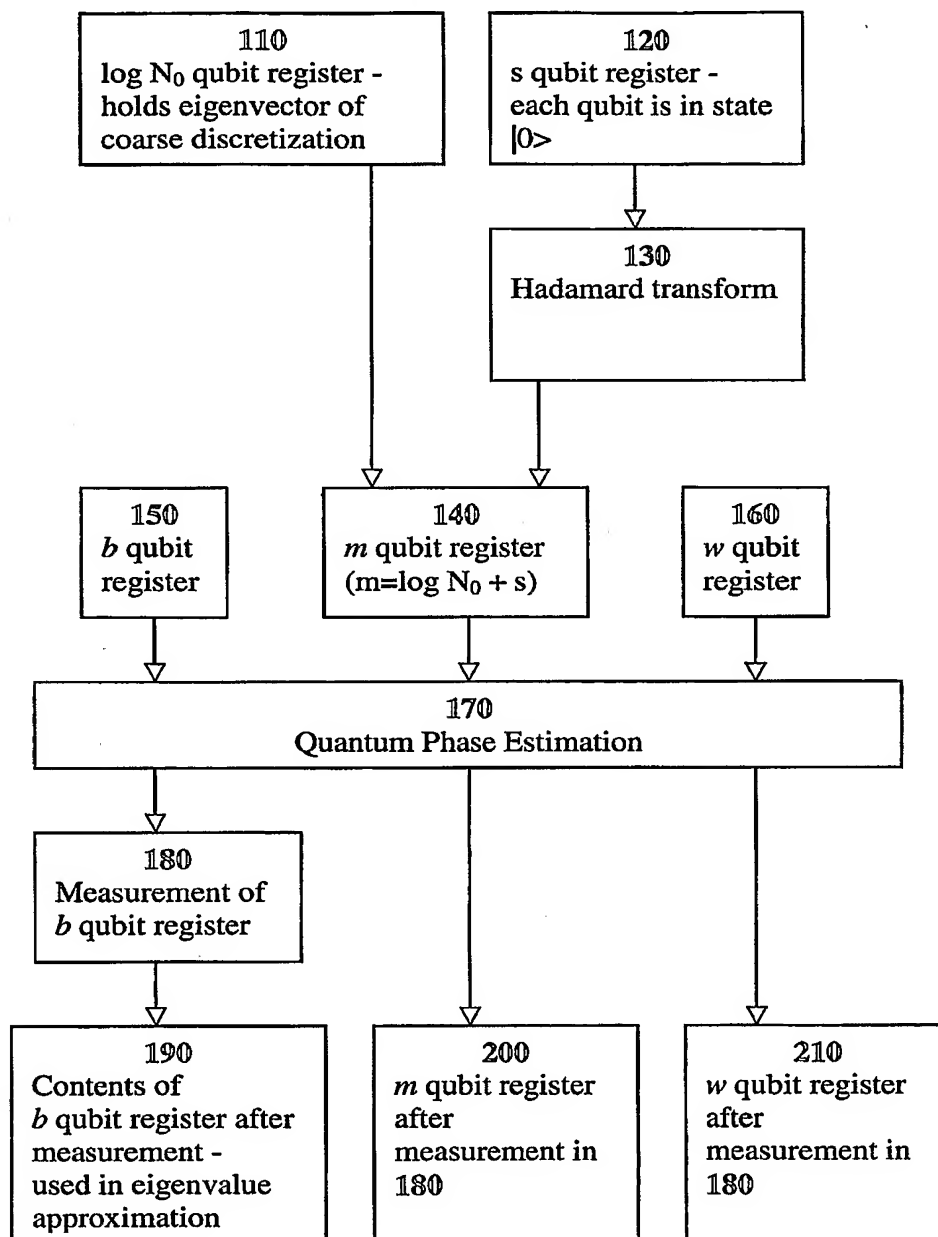 110
log N₀ qubit register -
holds eigenvector of
coarse discretization
120
s qubit register -
each qubit is in state
|0>
130
Hadamard transform
150
b qubit
register
140
m qubit register
(m=log N₀ + s)
160
w qubit
register
170
Quantum Phase Estimation
180
Measurement of
b qubit register
190
Contents of
b qubit register after
measurement -
used in eigenvalue
approximation
200
m qubit register
after
measurement in
180
210
w qubit register
after
measurement in
180